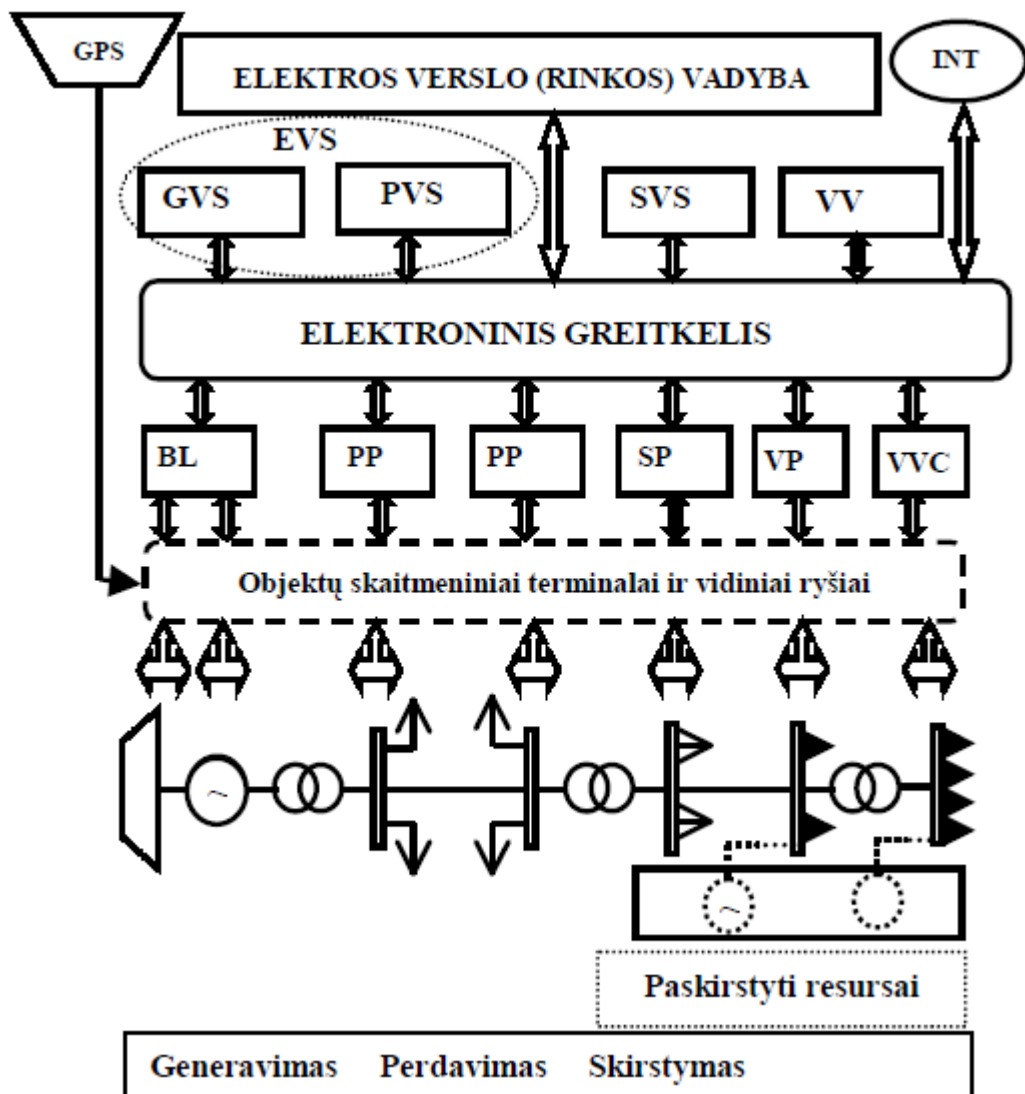 GPS
ELEKTROS VERSLO (RINKOS) VADYBA
INT
EVS
GVS
PVS
SVS
VV
ELEKTRONINIS GREITKELIS
BL
PP
PP
SP
VP
VVC
Objektų skaitmeniniai terminalai ir vidiniai ryšiai
~
~
Paskirstyti resursai
Generavimas Perdavimas Skirstymas